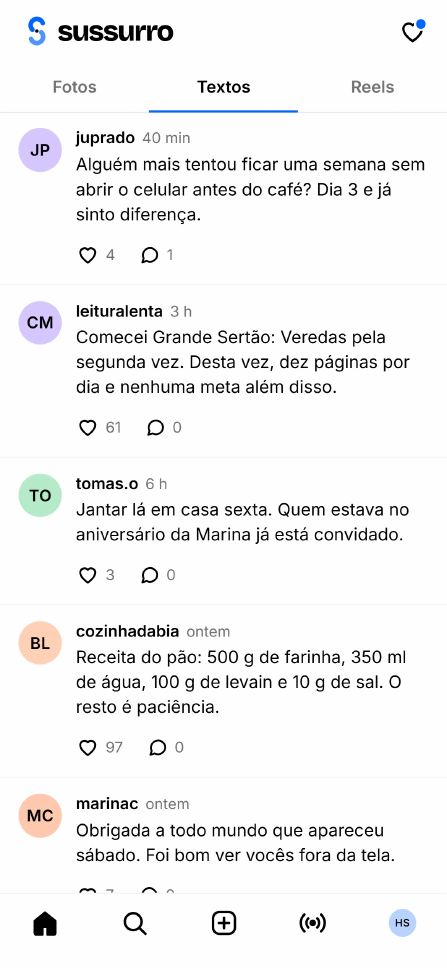 sussurro
Fotos Textos Reels
JP juprado 40 min
Alguém mais tentou ficar uma semana sem
abrir o celular antes do café? Dia 3 e já
sinto diferença.
4 1
CM leituralenta 3 h
Comecei Grande Sertão: Veredas pela
segunda vez. Desta vez, dez páginas por
dia e nenhuma meta além disso.
61 0
TO tomas.o 6 h
Jantar lá em casa sexta. Quem estava no
aniversário da Marina já está convidado.
3 0
BL cozinhadabia ontem
Receita do pão: 500 g de farinha, 350 ml
de água, 100 g de levain e 10 g de sal. O
resto é paciência.
97 0
MC marinac ontem
Obrigada a todo mundo que apareceu
sábado. Foi bom ver vocês fora da tela.
HS